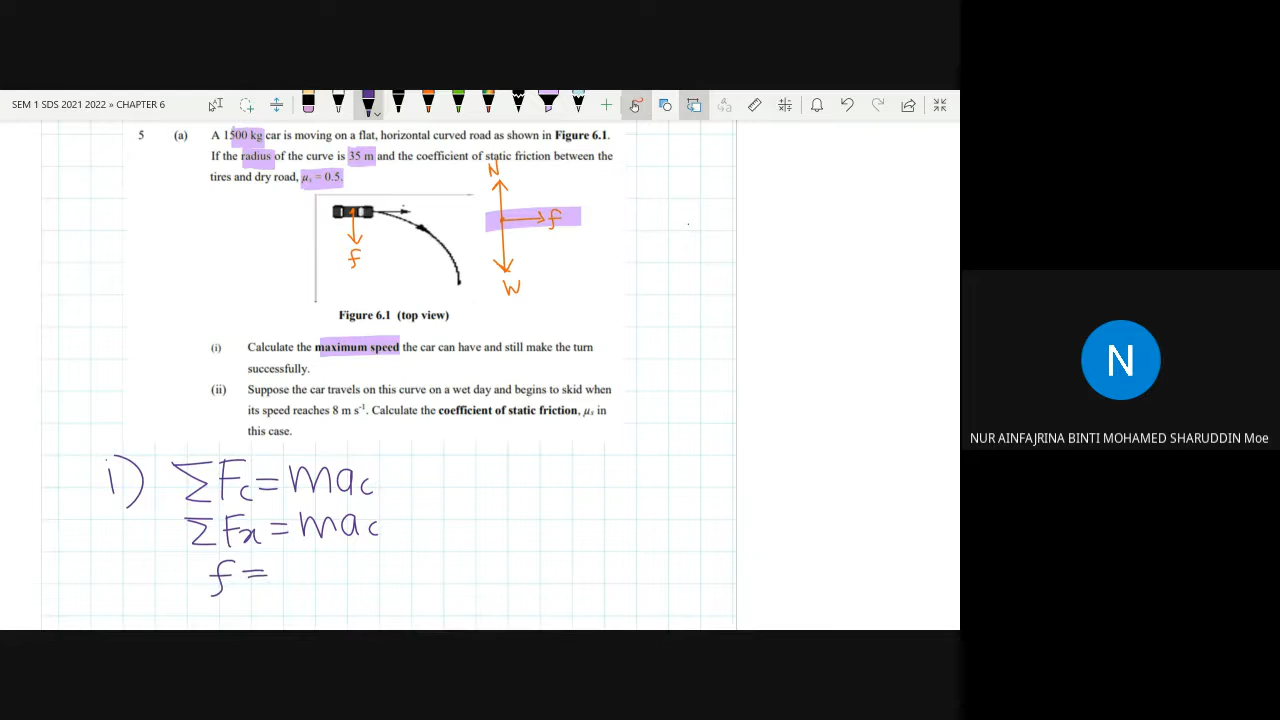 SEM 1 SDS 2021 2022 » CHAPTER 6
5 (a) A 1500 kg car is moving on a flat, horizontal curved road as shown in Figure 6.1.
If the radius of the curve is 35 m and the coefficient of static friction between the
tires and dry road, μs = 0.5.
N
f
f
W
Figure 6.1 (top view)
(i) Calculate the maximum speed the car can have and still make the turn
successfully.
(ii) Suppose the car travels on this curve on a wet day and begins to skid when
its speed reaches 8 m s⁻¹. Calculate the coefficient of static friction, μs in
this case.
i) ΣFc = mac
ΣFx = mac
f =
N
NUR AINFAJRINA BINTI MOHAMED SHARUDDIN Moe